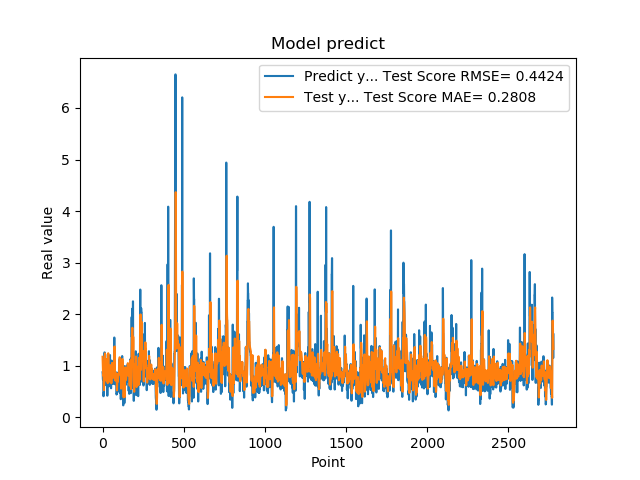 Model predict
Predict y... Test Score RMSE= 0.4424
Test y... Test Score MAE= 0.2808
Real value
6
5
4
3
2
1
0
0 500 1000 1500 2000 2500
Point